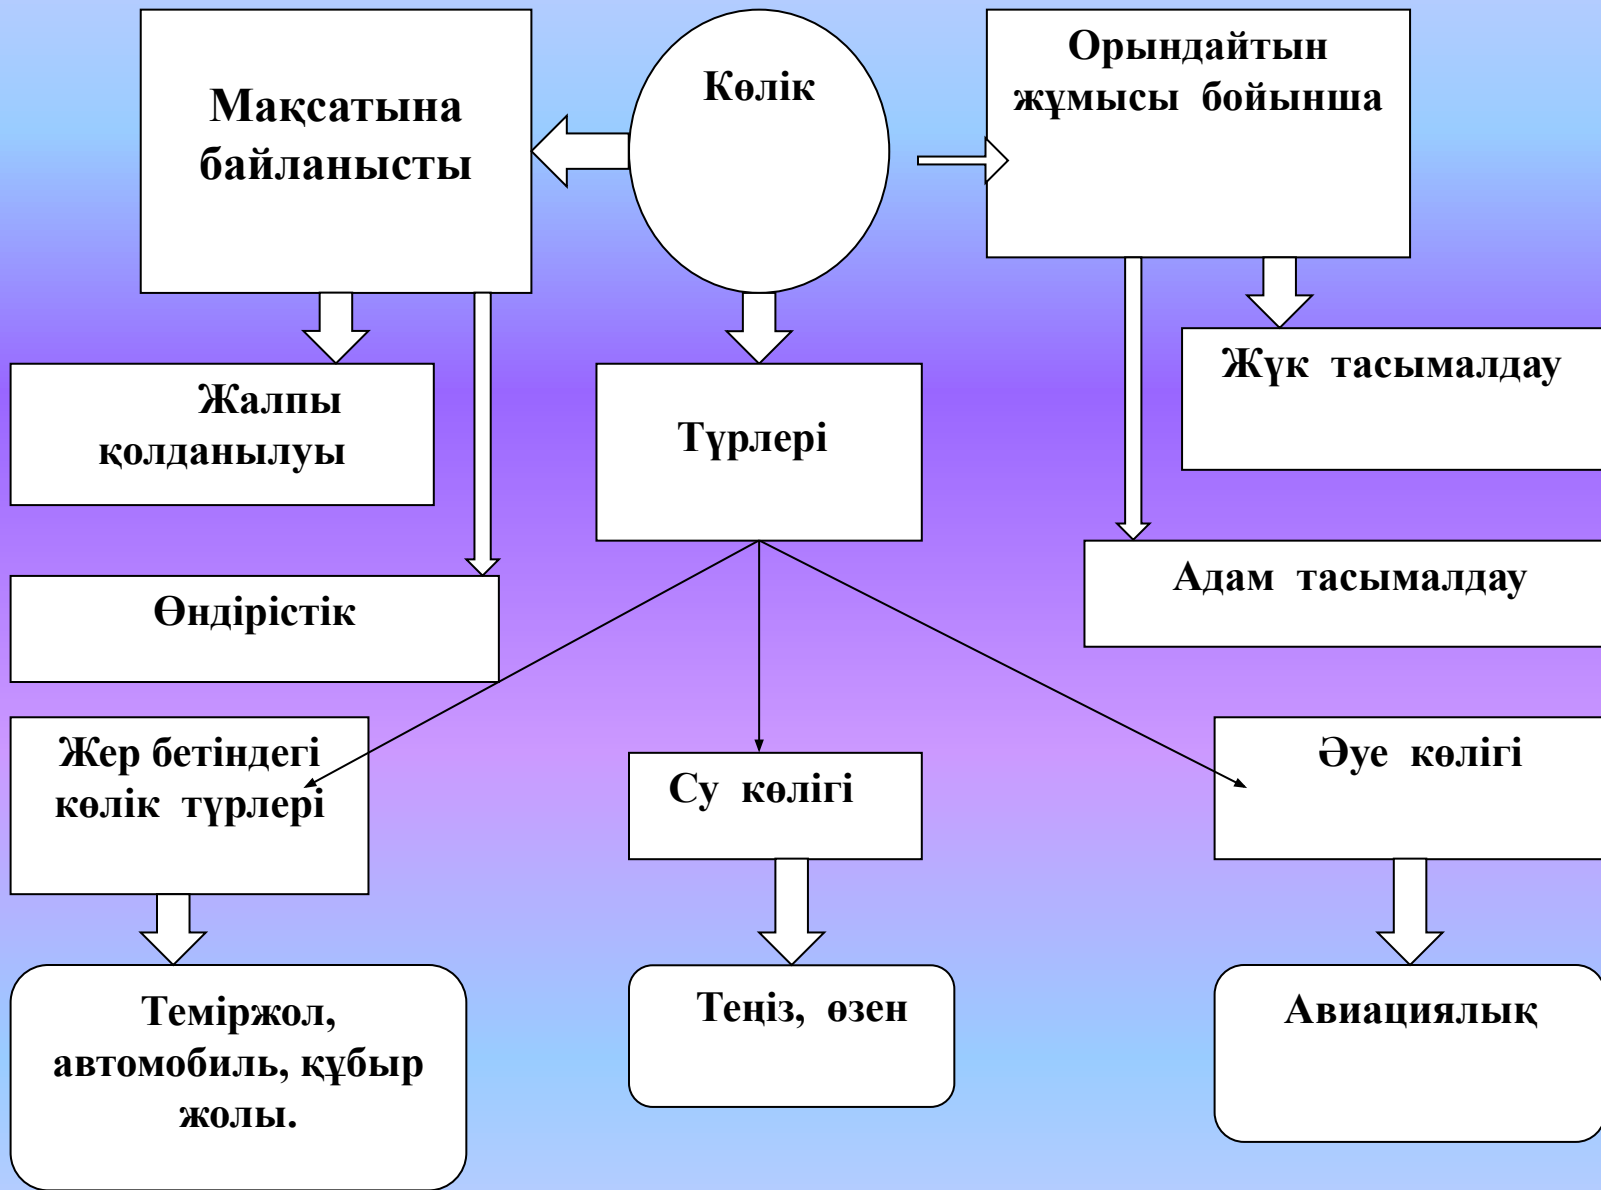 Мақсатына
байланысты
Көлік
Орындайтын
жұмысы бойынша
Жалпы
қолданылуы
Түрлері
Жүк тасымалдау
Өндірістік
Адам тасымалдау
Жер бетіндегі
көлік түрлері
Су көлігі
Әуе көлігі
Теміржол,
автомобиль, құбыр
жолы.
Теңіз, өзен
Авиациялық